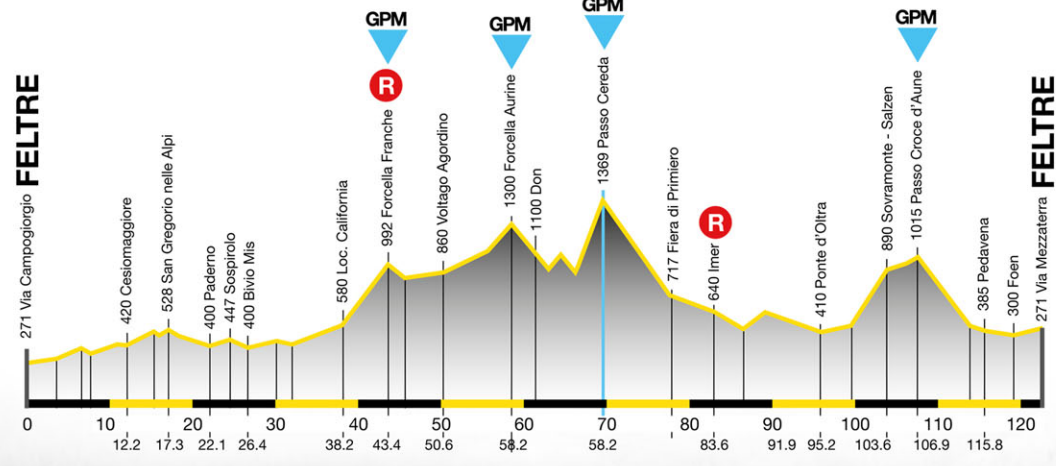 GPM
GPM
GPM
GPM
R
R
FELTRE
271 Via Campogiorgio
420 Cesiomaggiore
528 San Gregorio nelle Alpi
400 Paderno
447 Sospirolo
400 Bivio Mis
580 Loc. California
992 Forcella Franche
860 Voltago Agordino
1300 Forcella Aurine
1100 Don
1369 Passo Cereda
717 Fiera di Primiero
640 Imer
410 Ponte d'Oltra
890 Sovramonte - Salzen
1015 Passo Croce d'Aune
385 Pedavena
300 Foen
271 Via Mezzaterra
FELTRE
0 10 20 30 40 50 60 70 80 90 100 110 120
12.2 17.3 22.1 26.4 38.2 43.4 50.6 58.2 58.2 83.6 91.9 95.2 103.6 106.9 115.8